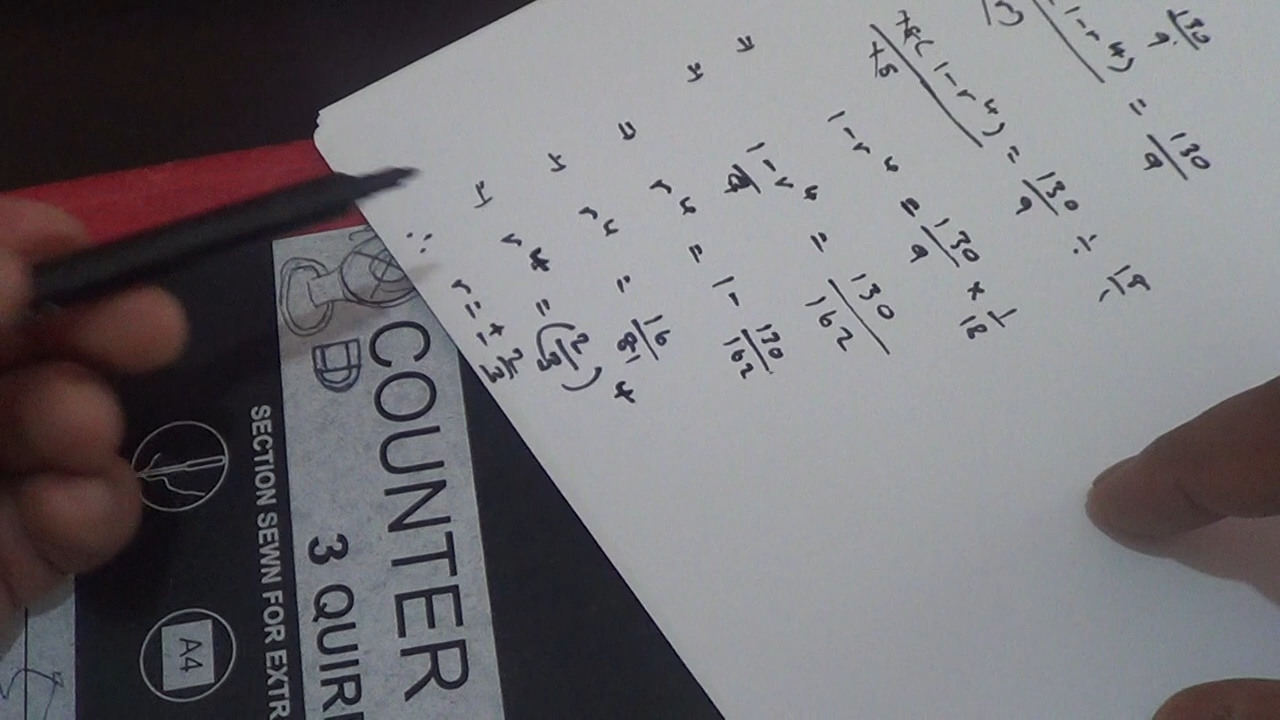 130
9
1-r⁴) = 130/9
(1-r⁴) = 130/9 ÷ 18/1
1-r⁴ = 130/9 × 1/18
1-r⁴ = 130/162
r⁴ = 1 - 130/162
r⁴ = 16/81
r⁴ = (2/3)⁴
∴ r = ± 2/3
COUNTER
3 QUIR
SECTION SEWN FOR EXTR
A4